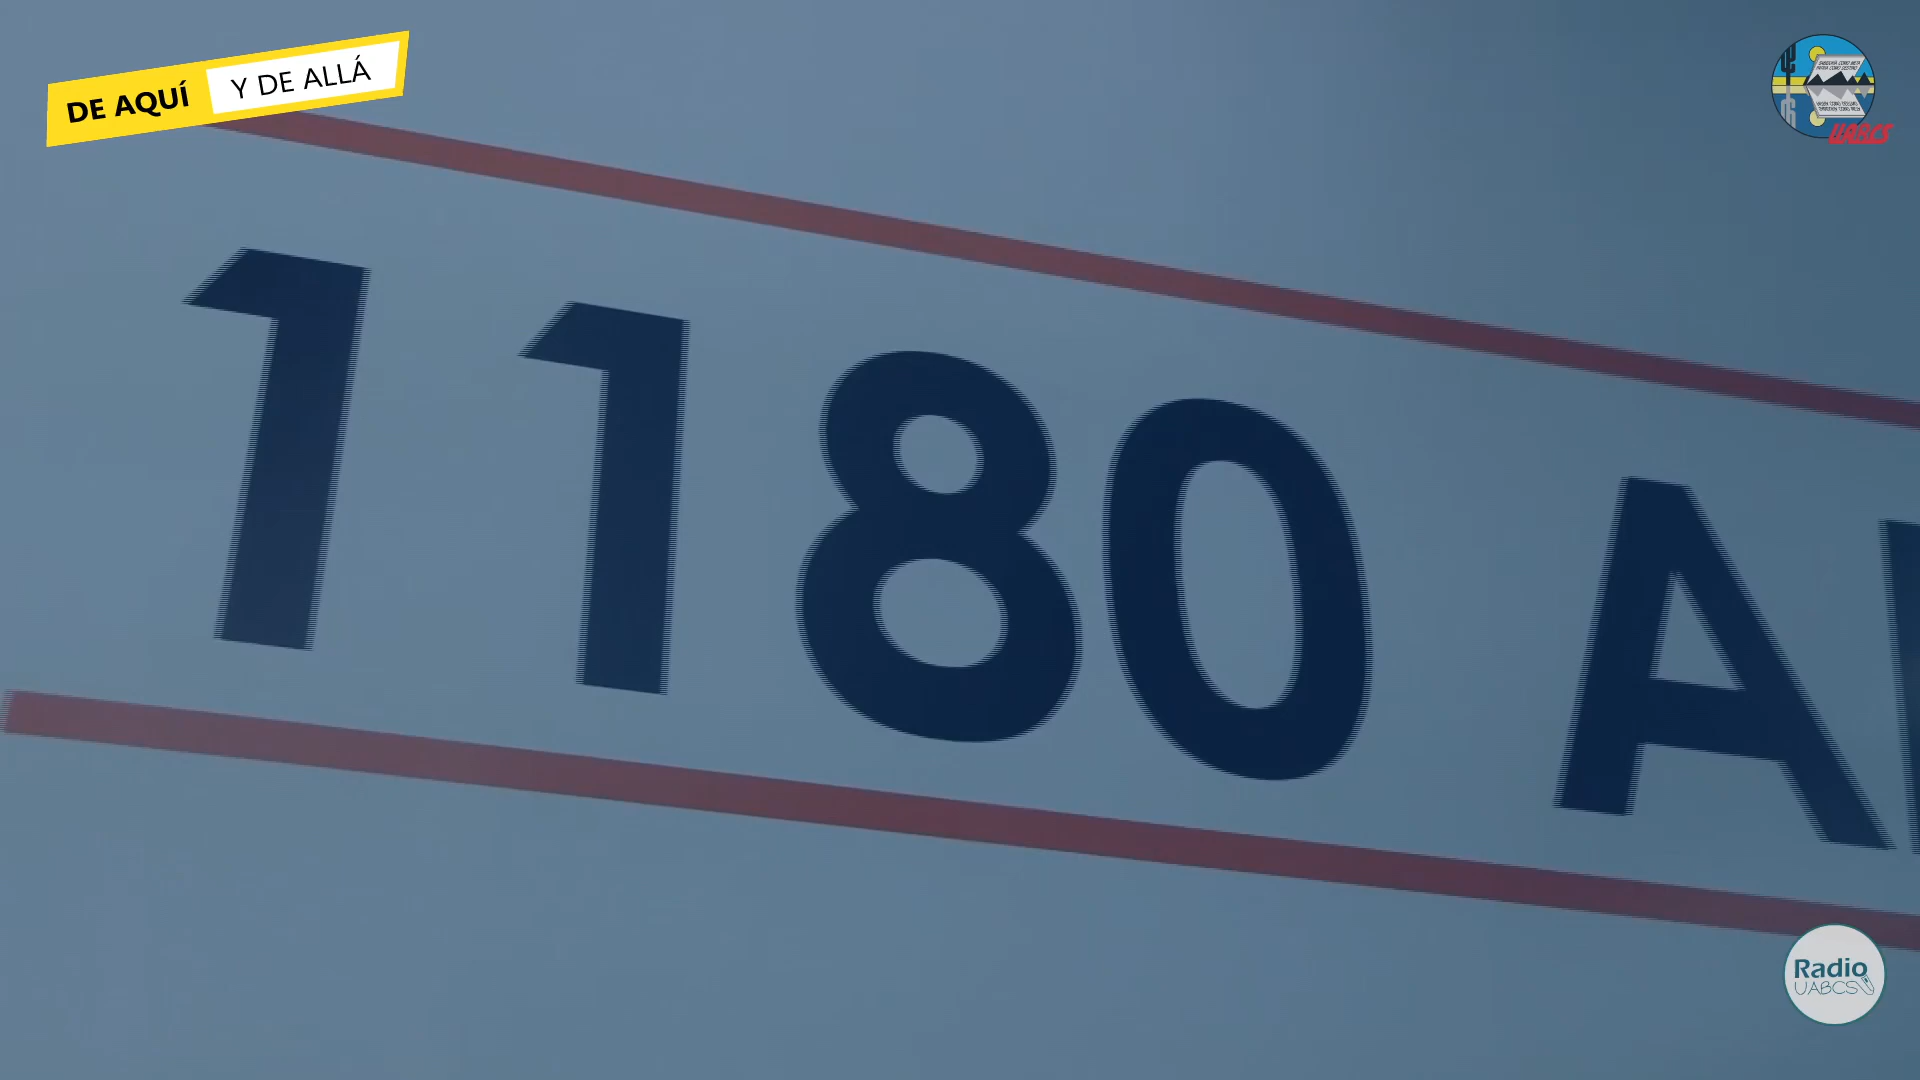 DE AQUÍ Y DE ALLÁ
UABCS
1180 A
Radio
UABCS